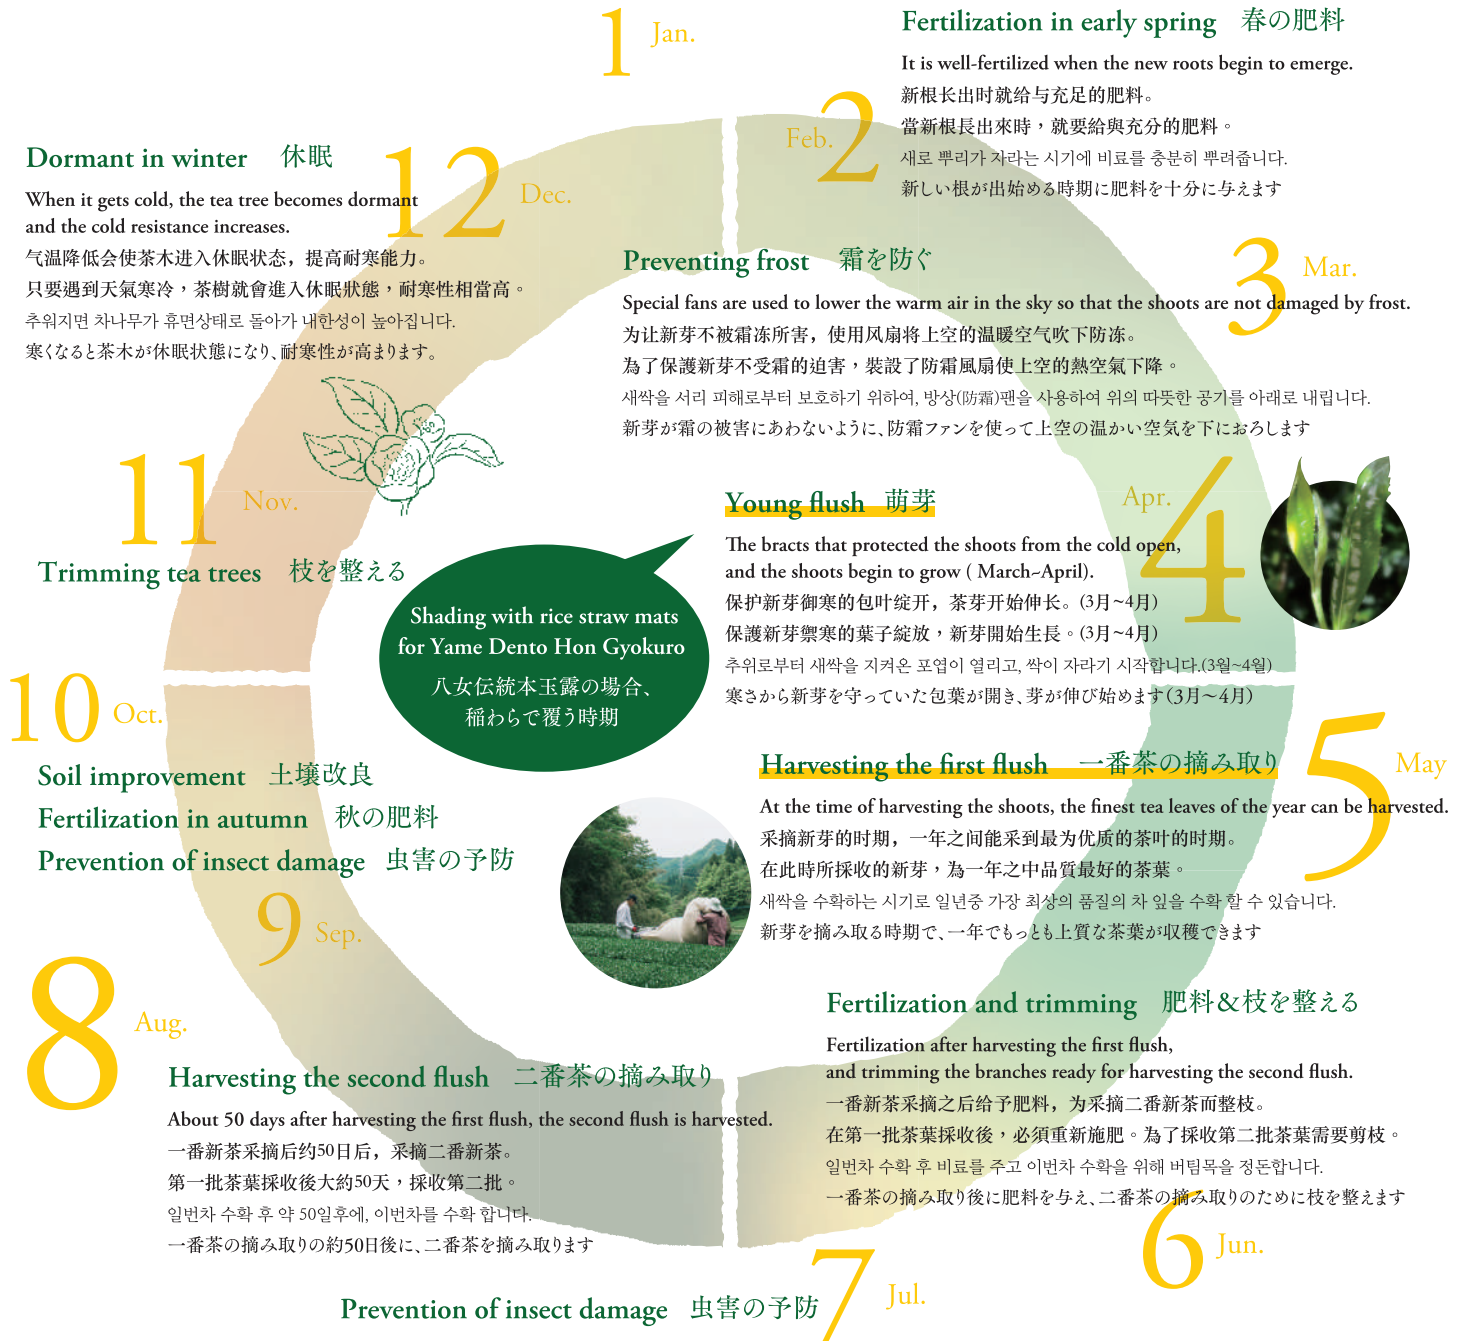 1 Jan.
Fertilization in early spring 春の肥料
It is well-fertilized when the new roots begin to emerge.
新根长出时就给与充足的肥料。
當新根長出來時，就要給與充分的肥料。
새로 뿌리가 자라는 시기에 비료를 충분히 뿌려줍니다.
新しい根が出始める時期に肥料を十分に与えます
Feb. 2
Dormant in winter 休眠
When it gets cold, the tea tree becomes dormant
and the cold resistance increases.
气温降低会使茶木进入休眠状态，提高耐寒能力。
只要遇到天氣寒冷，茶樹就會進入休眠狀態，耐寒性相當高。
추워지면 차나무가 휴면상태로 돌아가 내한성이 높아집니다.
寒くなると茶木が休眠状態になり、耐寒性が高まります。
12 Dec.
Preventing frost 霜を防ぐ
Special fans are used to lower the warm air in the sky so that the shoots are not damaged by frost.
为让新芽不被霜冻所害，使用风扇将上空的温暖空气吹下防冻。
為了保護新芽不受霜的迫害，裝設了防霜風扇使上空的熱空氣下降。
새싹을 서리 피해로부터 보호하기 위하여, 방상(防霜)팬을 사용하여 위의 따뜻한 공기를 아래로 내립니다.
新芽が霜の被害にあわないように、防霜ファンを使って上空の温かい空気を下におろします
3 Mar.
11 Nov.
Trimming tea trees 枝を整える
Young flush 萌芽
The bracts that protected the shoots from the cold open,
and the shoots begin to grow ( March~April).
保护新芽御寒的包叶绽开，茶芽开始伸长。(3月~4月)
保護新芽禦寒的葉子綻放，新芽開始生長。(3月~4月)
추위로부터 새싹을 지켜온 포엽이 열리고, 싹이 자라기 시작합니다.(3월~4월)
寒さから新芽を守っていた包葉が開き、芽が伸び始めます（3月～4月）
Apr. 4
Shading with rice straw mats
for Yame Dento Hon Gyokuro
八女伝統本玉露の場合、
稲わらで覆う時期
10 Oct.
Soil improvement 土壌改良
Fertilization in autumn 秋の肥料
Prevention of insect damage 虫害の予防
Harvesting the first flush 一番茶の摘み取り
At the time of harvesting the shoots, the finest tea leaves of the year can be harvested.
采摘新芽的时期，一年之间能采到最为优质的茶叶的时期。
在此時所採收的新芽，為一年之中品質最好的茶葉。
새싹을 수확하는 시기로 일년중 가장 최상의 품질의 차 잎을 수확 할 수 있습니다.
新芽を摘み取る時期で、一年でもっとも上質な茶葉が収穫できます
5 May
9 Sep.
8 Aug.
Fertilization and trimming 肥料＆枝を整える
Fertilization after harvesting the first flush,
and trimming the branches ready for harvesting the second flush.
一番新茶采摘之后给予肥料，为采摘二番新茶而整枝。
在第一批茶葉採收後，必須重新施肥。為了採收第二批茶葉需要剪枝。
일번차 수확 후 비료를 주고 이번차 수확을 위해 버팀목을 정돈합니다.
一番茶の摘み取り後に肥料を与え、二番茶の摘み取りのために枝を整えます
6 Jun.
Harvesting the second flush 二番茶の摘み取り
About 50 days after harvesting the first flush, the second flush is harvested.
一番新茶采摘后约50日后，采摘二番新茶。
第一批茶葉採收後大約50天，採收第二批。
일번차 수확 후 약 50일후에, 이번차를 수확 합니다.
一番茶の摘み取りの約50日後に、二番茶を摘み取ります
Prevention of insect damage 虫害の予防
7 Jul.